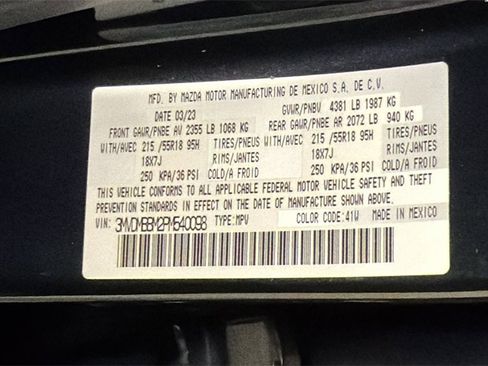 MFD. BY MAZDA MOTOR MANUFACTURING DE MEXICO S.A. DE C.V.
DATE 03/23 GVWR/PNBV 4381 LB 1987 KG
FRONT GAWR/PNBE AV 2355 LB 1068 KG REAR GAWR/PNBE AR 2072 LB 940 KG
WITH/AVEC 215 /55R18 95H TIRES/PNEUS WITH/AVEC 215 /55R18 95H TIRES/PNEUS
18X7J RIMS/JANTES 18X7J RIMS/JANTES
250 KPA/36 PSI COLD/A FROID 250 KPA/36 PSI COLD/A FROID
THIS VEHICLE CONFORMS TO ALL APPLICABLE FEDERAL MOTOR VEHICLE SAFETY AND THEFT
PREVENTION STANDARDS IN EFFECT ON THE DATE OF MANUFACTURE SHOWN ABOVE.
VIN: 3MVDMBBM2PM540098 TYPE: MPV COLOR CODE: 41W MADE IN MEXICO